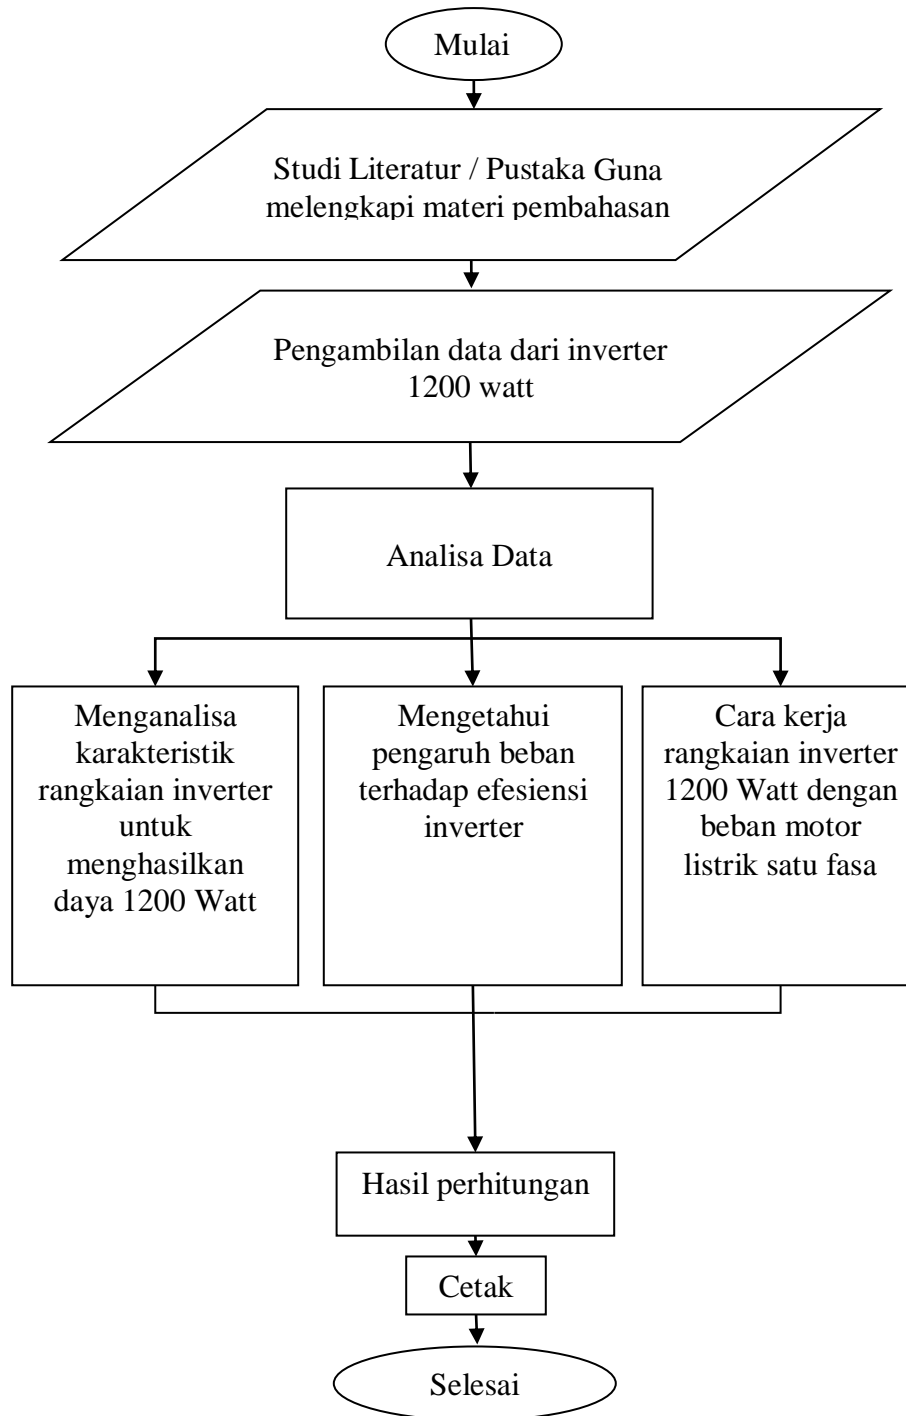 Mulai
Studi Literatur / Pustaka Guna
melengkapi materi pembahasan
Pengambilan data dari inverter
1200 watt
Analisa Data
Menganalisa
karakteristik
rangkaian inverter
untuk
menghasilkan
daya 1200 Watt
Mengetahui
pengaruh beban
terhadap efesiensi
inverter
Cara kerja
rangkaian inverter
1200 Watt dengan
beban motor
listrik satu fasa
Hasil perhitungan
Cetak
Selesai